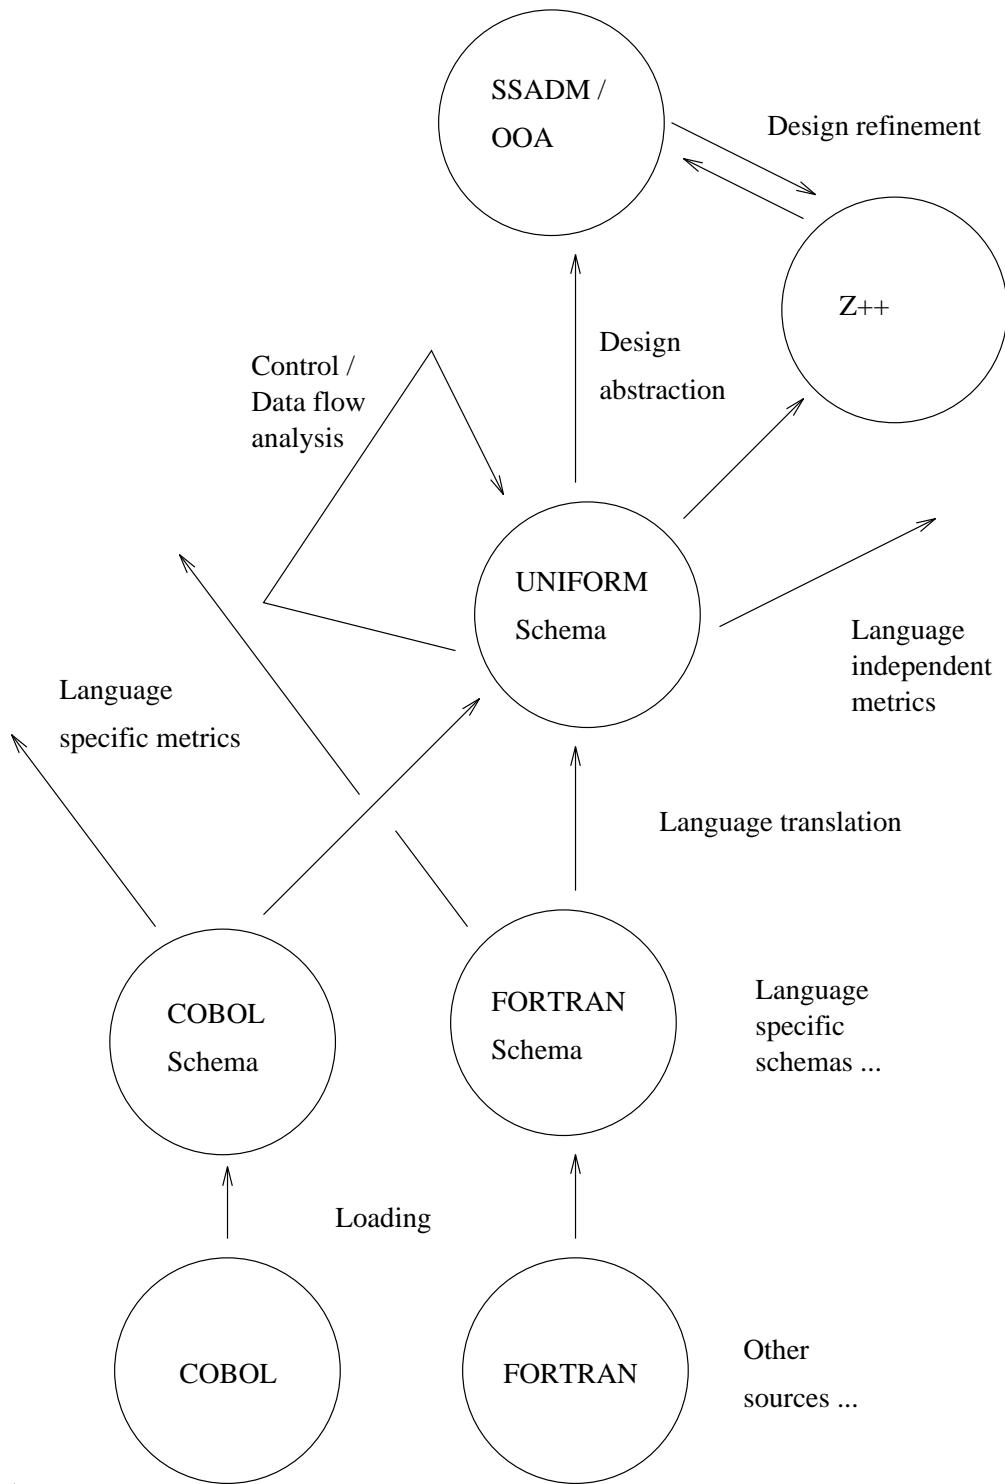 SSADM /
OOA
Design refinement
Z++
Design
abstraction
Control /
Data flow
analysis
UNIFORM
Schema
Language
independent
metrics
Language
specific metrics
Language translation
COBOL
Schema
FORTRAN
Schema
Language
specific
schemas ...
Loading
COBOL
FORTRAN
Other
sources ...